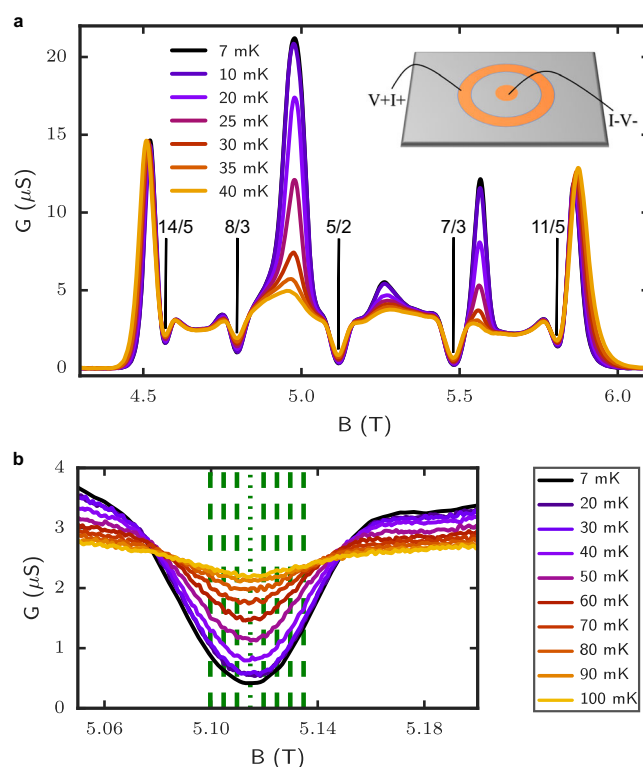 a
G (μS)
20
15
10
5
0
7 mK
10 mK
20 mK
25 mK
30 mK
35 mK
40 mK
V+I+
I-V-
14/5
8/3
5/2
7/3
11/5
4.5
5.0
5.5
6.0
B (T)
b
G (μS)
4
3
2
1
0
5.06
5.10
5.14
5.18
B (T)
7 mK
20 mK
30 mK
40 mK
50 mK
60 mK
70 mK
80 mK
90 mK
100 mK